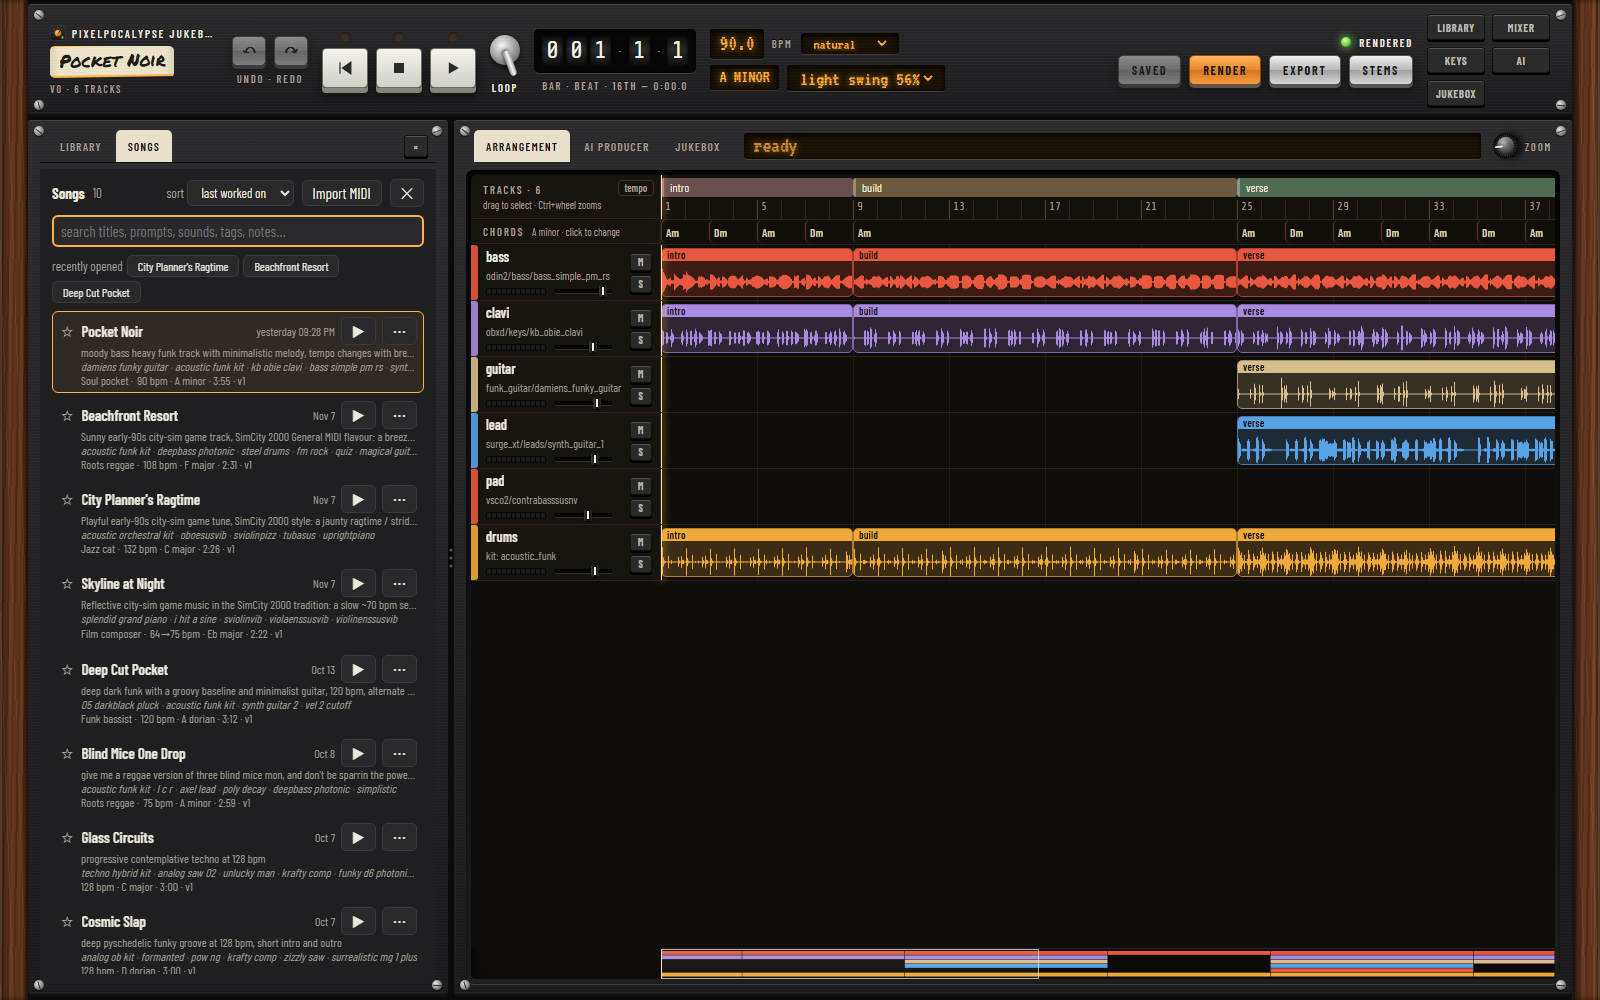 PIXELPOCALYPSE JUKEB...
POCKET NOIR
V0 · 6 TRACKS
UNDO · REDO
LOOP
001 · 1 · 1
BAR · BEAT · 16TH — 0:00.0
90.0 BPM natural
A MINOR light swing 56%
SAVED
RENDERED
RENDER
EXPORT
STEMS
LIBRARY
MIXER
KEYS
AI
JUKEBOX
LIBRARY
SONGS
Songs 10
sort last worked on
Import MIDI
search titles, prompts, sounds, tags, notes...
recently opened City Planner's Ragtime Beachfront Resort
Deep Cut Pocket
Pocket Noir yesterday 09:28 PM
moody bass heavy funk track with minimalistic melody, tempo changes with bre...
damiens funky guitar · acoustic funk kit · kb obie clavi · bass simple pm rs · synt...
Soul pocket · 90 bpm · A minor · 3:55 · v1
Beachfront Resort Nov 7
Sunny early-90s city-sim game track, SimCity 2000 General MIDI flavour: a breez...
acoustic funk kit · deepbass photonic · steel drums · fm rock · quiz · magical guit...
Roots reggae · 108 bpm · F major · 2:31 · v1
City Planner's Ragtime Nov 7
Playful early-90s city-sim game tune, SimCity 2000 style: a jaunty ragtime / strid...
acoustic orchestral kit · oboesusvib · sviolinpizz · tubasus · uprightpiano
Jazz cat · 132 bpm · C major · 2:26 · v1
Skyline at Night Nov 7
Reflective city-sim game music in the SimCity 2000 tradition: a slow ~70 bpm se...
splendid grand piano · i hit a sine · sviolinvib · violaenssusvib · violinenssusvib
Film composer · 64→75 bpm · Eb major · 2:22 · v1
Deep Cut Pocket Oct 13
deep dark funk with a groovy baseline and minimalist guitar, 120 bpm, alternate ...
05 darkblack pluck · acoustic funk kit · synth guitar 2 · vel 2 cutoff
Funk bassist · 120 bpm · A dorian · 3:12 · v1
Blind Mice One Drop Oct 8
give me a reggae version of three blind mice mon, and don't be sparrin the powe...
acoustic funk kit · l c r · axel lead · poly decay · deepbass photonic · simplistic
Roots reggae · 75 bpm · A minor · 2:59 · v1
Glass Circuits Oct 7
progressive contemplative techno at 128 bpm
techno hybrid kit · analog saw 02 · unlucky man · krafty comp · funky d6 photoni...
128 bpm · C major · 3:00 · v1
Cosmic Slap Oct 7
deep pyschedelic funky groove at 128 bpm, short intro and outro
analog ob kit · formanted · pow ng · krafty comp · zizzly saw · surrealistic mg 1 plus
128 bpm · D dorian · 3:00 · v1
ARRANGEMENT
AI PRODUCER
JUKEBOX
ready
ZOOM
TRACKS · 6 tempo
drag to select · Ctrl+wheel zooms
intro build verse
1 5 9 13 17 21 25 29 33 37
CHORDS A minor · click to change
Am Dm Am Dm Am Am Dm Am Dm Am Dm Am
bass M
odin2/bass/bass_simple_pm_rs S
intro build verse
clavi M
obxd/keys/kb_obie_clavi S
intro build verse
guitar M
funk_guitar/damiens_funky_guitar S
verse
lead M
surge_xt/leads/synth_guitar_1 S
verse
pad M
vsco2/contrabasssusnv S
drums M
kit: acoustic_funk S
intro build verse